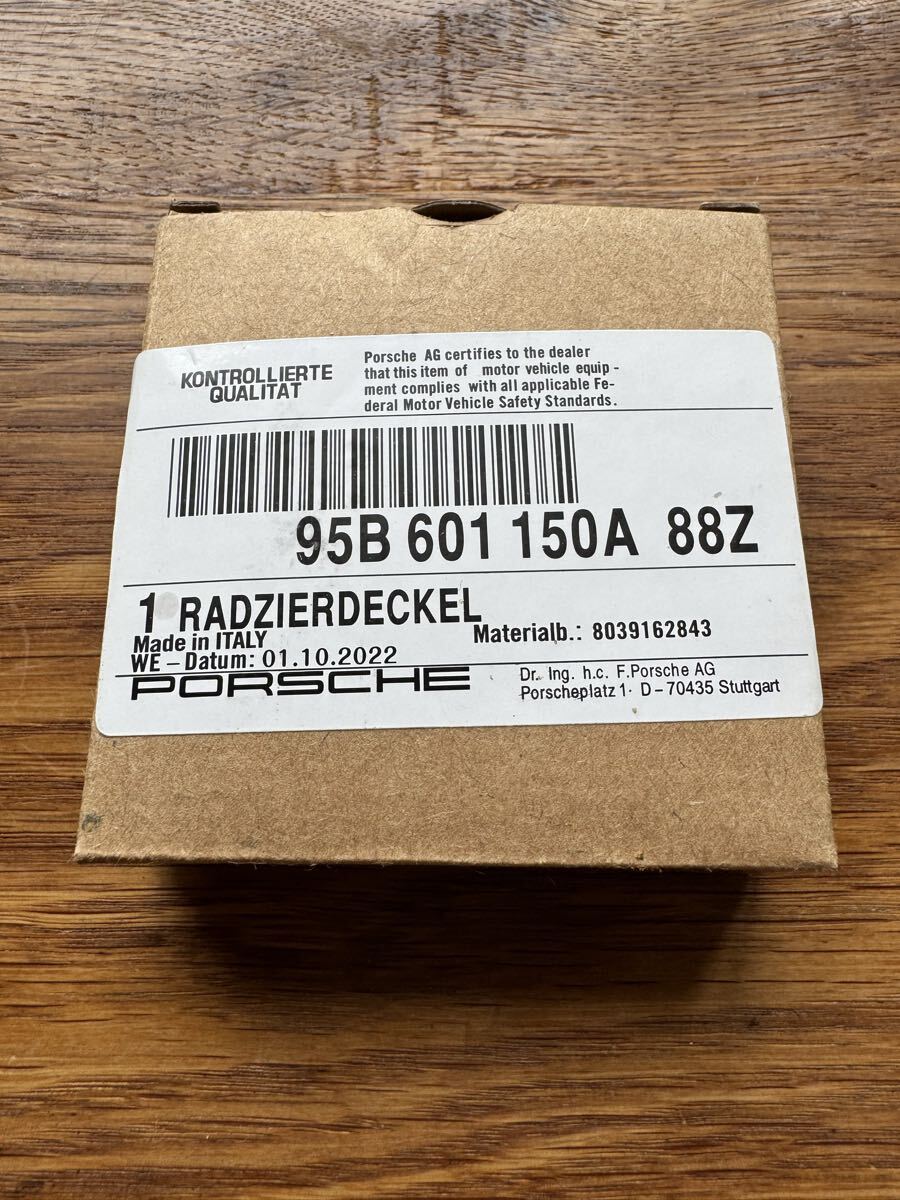 KONTROLLIERTE
QUALITAT
Porsche AG certifies to the dealer
that this item of motor vehicle equip -
ment complies with all applicable Fe-
deral Motor Vehicle Safety Standards.
95B 601 150A 88Z
1 RADZIERDECKEL
Made in ITALY
Materialb.: 8039162843
WE-Datum: 01.10.2022
PORSCHE
Dr. Ing. h.c. F.Porsche AG
Porscheplatz 1· D-70435 Stuttgart